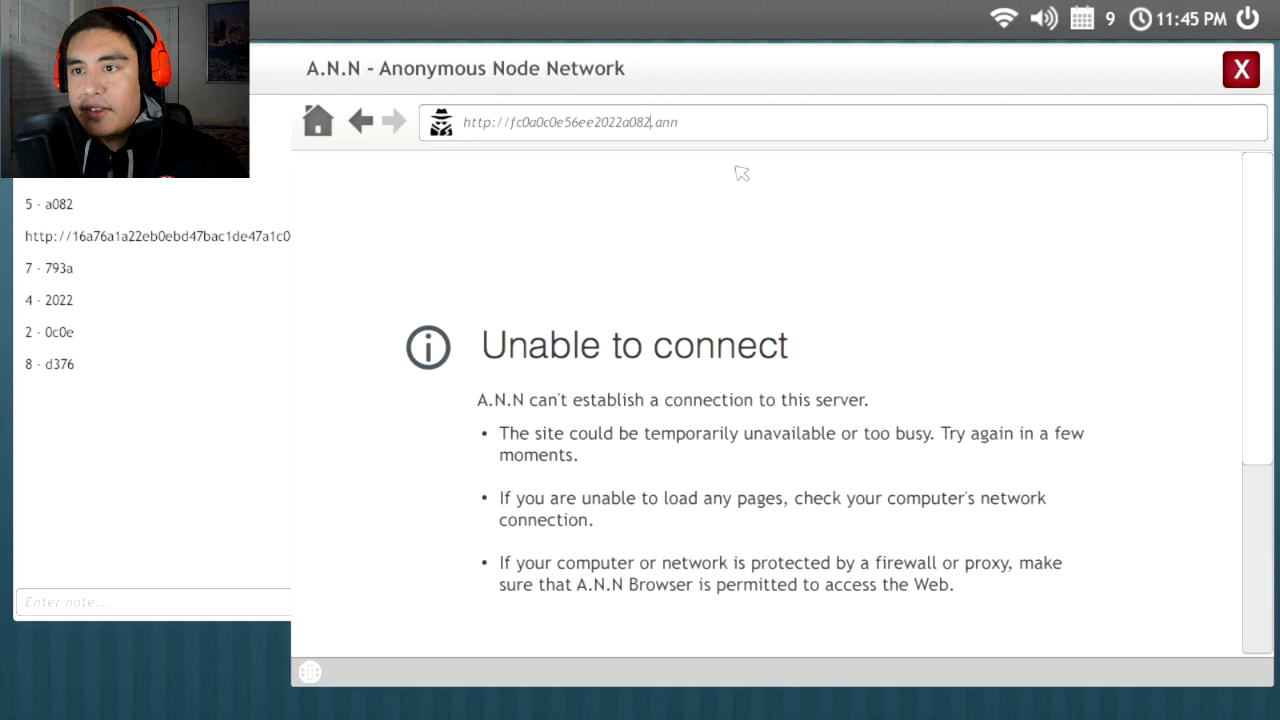 9 11:45 PM
A.N.N - Anonymous Node Network
X
http://fc0a0c0e56ee2022a082.ann
5 - a082
http://16a76a1a22eb0ebd47bac1de47a1c0
7 - 793a
4 - 2022
2 - 0c0e
8 - d376
Enter note...
Unable to connect
A.N.N can't establish a connection to this server.
• The site could be temporarily unavailable or too busy. Try again in a few
moments.
• If you are unable to load any pages, check your computer's network
connection.
• If your computer or network is protected by a firewall or proxy, make
sure that A.N.N Browser is permitted to access the Web.